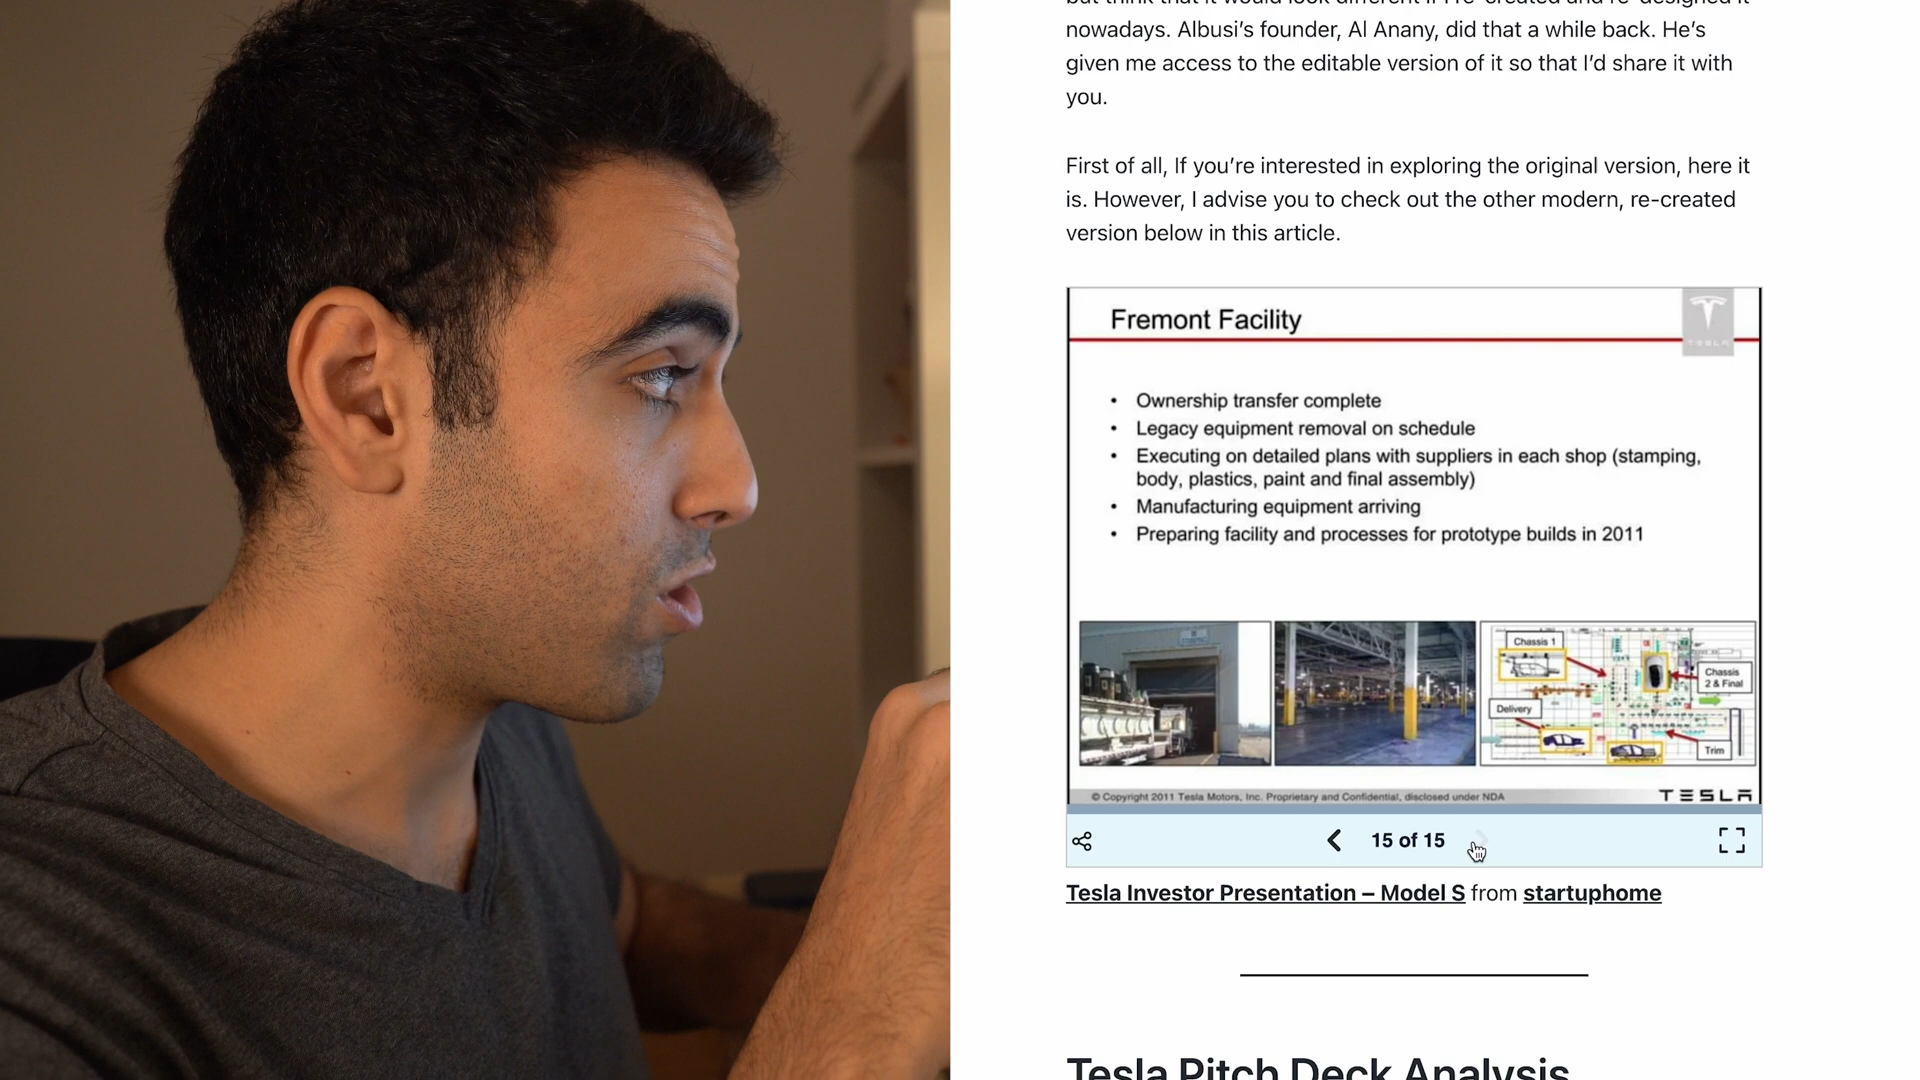 nowadays. Albusi’s founder, Al Anany, did that a while back. He’s
given me access to the editable version of it so that I’d share it with
you.
First of all, If you’re interested in exploring the original version, here it
is. However, I advise you to check out the other modern, re-created
version below in this article.
Fremont Facility
TESLA
• Ownership transfer complete
• Legacy equipment removal on schedule
• Executing on detailed plans with suppliers in each shop (stamping,
body, plastics, paint and final assembly)
• Manufacturing equipment arriving
• Preparing facility and processes for prototype builds in 2011
Chassis 1
Chassis
2 & Final
Delivery
Trim
© Copyright 2011 Tesla Motors, Inc. Proprietary and Confidential, disclosed under NDA
TESLA
15 of 15
Tesla Investor Presentation – Model S from startuphome
Tesla Pitch Deck Analysis